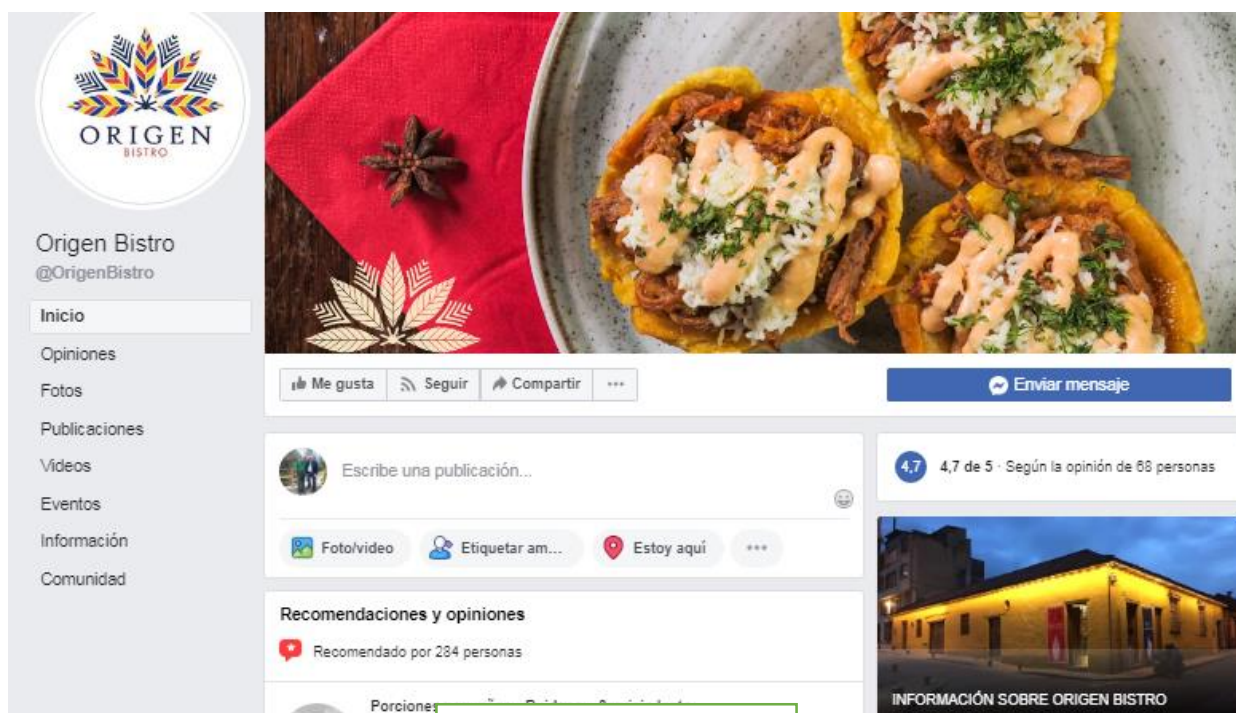 ORIGEN
BISTRO
Origen Bistro
@OrigenBistro
Inicio
Opiniones
Fotos
Publicaciones
Videos
Eventos
Información
Comunidad
Me gusta
Seguir
Compartir
Enviar mensaje
Escribe una publicación...
Foto/video
Etiquetar am...
Estoy aquí
Recomendaciones y opiniones
Recomendado por 284 personas
Porciones
4,7
4,7 de 5 · Según la opinión de 68 personas
INFORMACIÓN SOBRE ORIGEN BISTRO